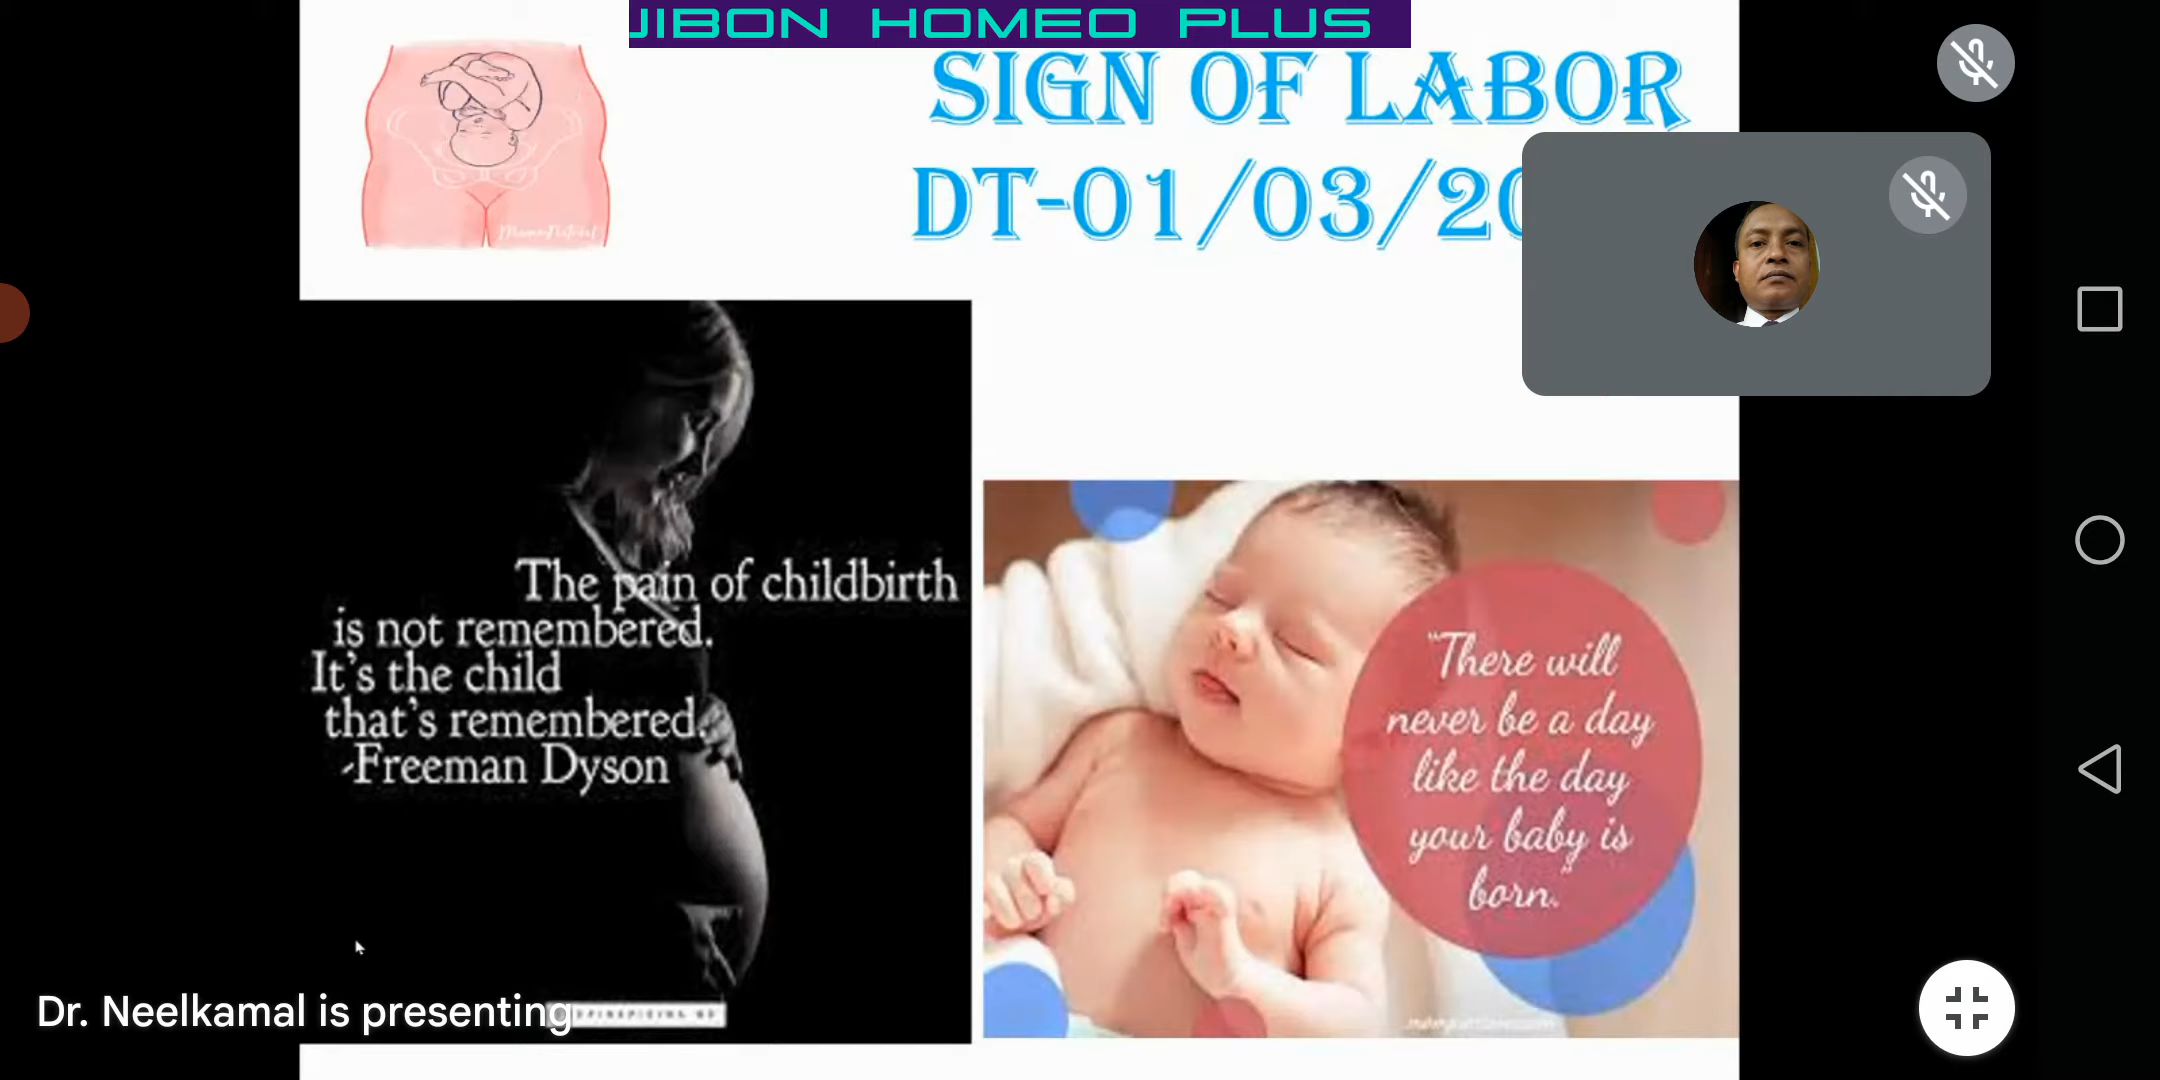 JIBON HOMEO PLUS
SIGN OF LABOR
DT-01/03/20
MamaNatural
The pain of childbirth
is not remembered.
It's the child
that's remembered.
-Freeman Dyson
"There will
never be a day
like the day
your baby is
born."
Dr. Neelkamal is presenting